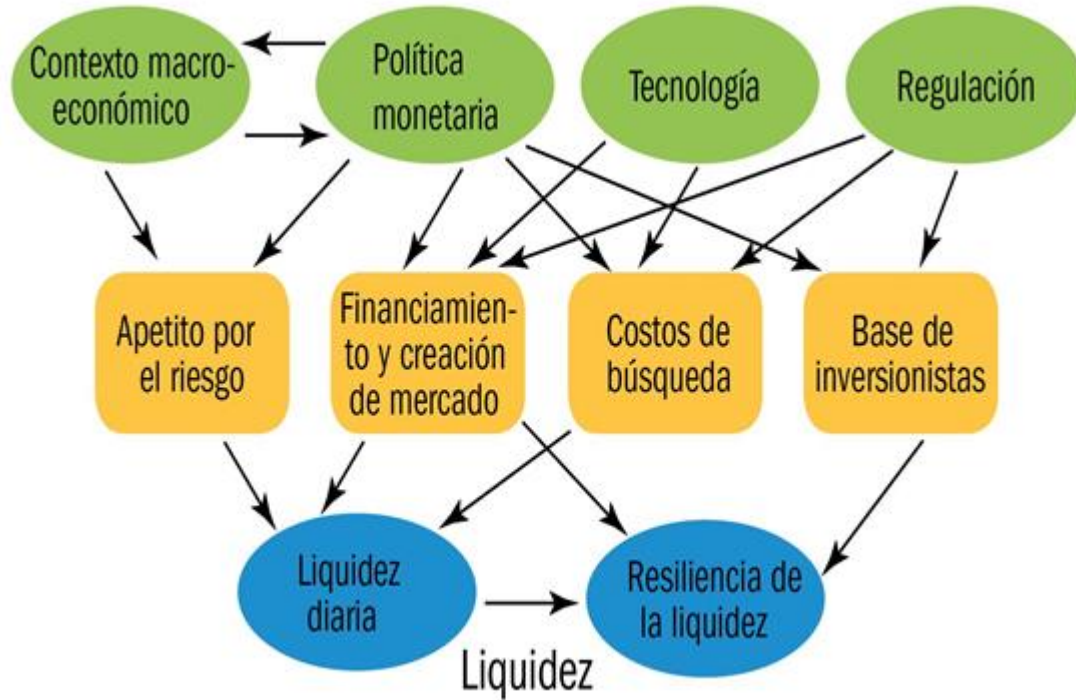 Contexto macro-
económico
Política
monetaria
Tecnología
Regulación
Apetito por
el riesgo
Financiamien-
to y creación
de mercado
Costos de
búsqueda
Base de
inversionistas
Liquidez
diaria
Resiliencia de
la liquidez
Liquidez